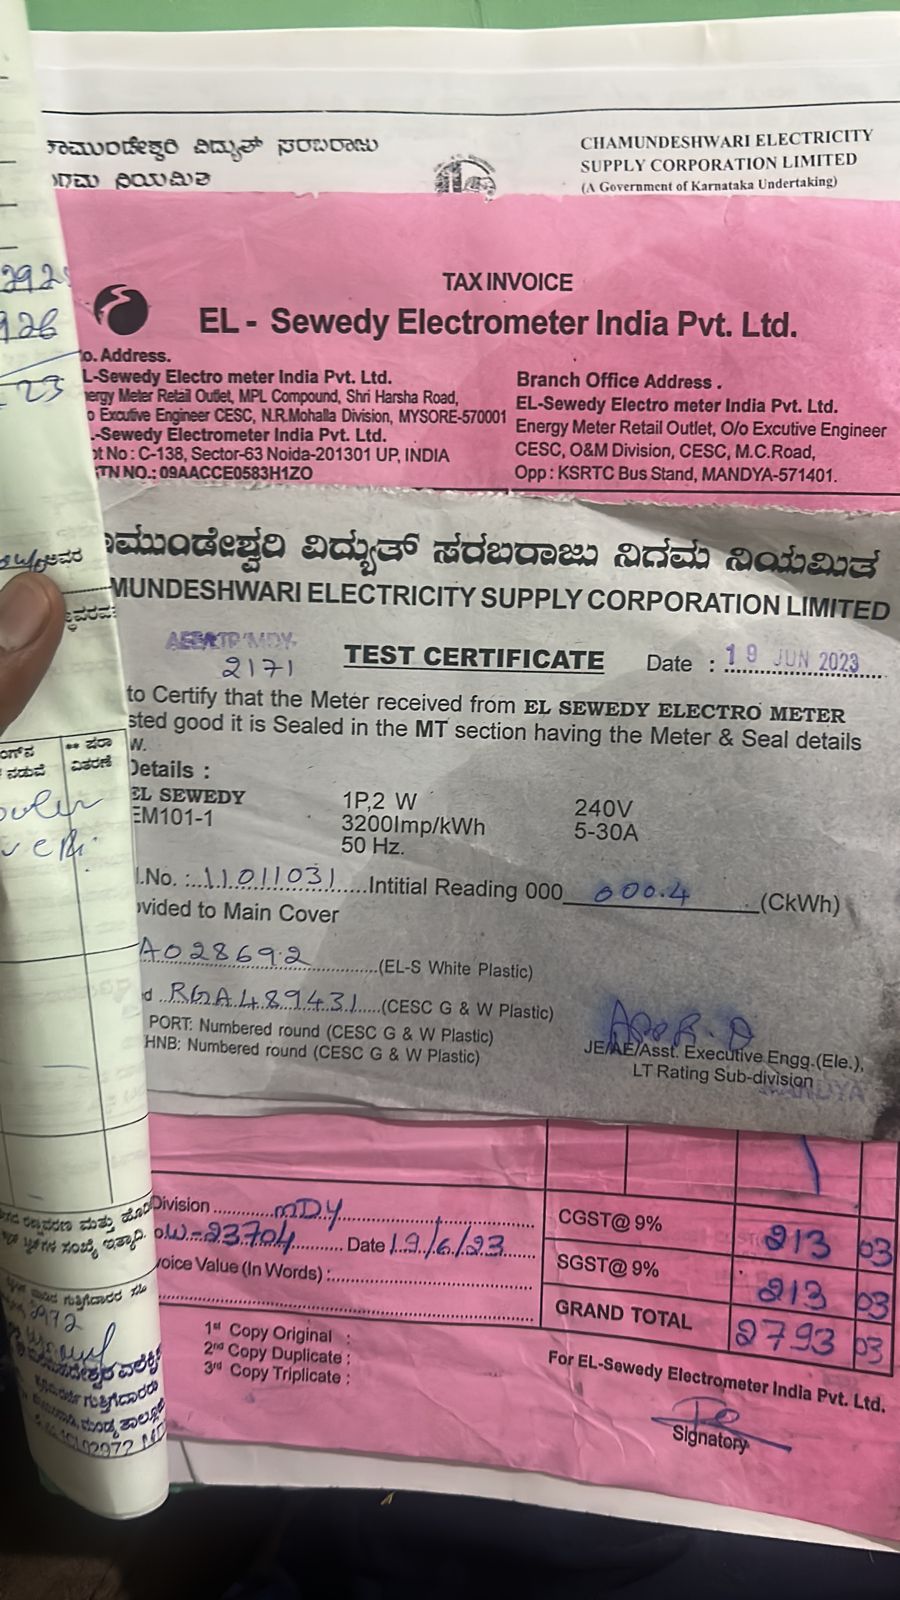 ಚಾಮುಂಡೇಶ್ವರಿ ವಿದ್ಯುತ್ ಸರಬರಾಜು
ನಿಗಮ ನಿಯಮಿತ
CHAMUNDESHWARI ELECTRICITY
SUPPLY CORPORATION LIMITED
(A Government of Karnataka Undertaking)
TAX INVOICE
EL - Sewedy Electrometer India Pvt. Ltd.
o. Address.
L-Sewedy Electro meter India Pvt. Ltd.
ergy Meter Retail Outlet, MPL Compound, Shri Harsha Road,
o Excutive Engineer CESC, N.R.Mohalla Division, MYSORE-570001
.-Sewedy Electrometer India Pvt. Ltd.
ot No : C-138, Sector-63 Noida-201301 UP, INDIA
STN NO.: 09AACCE0583H1ZO
Branch Office Address .
EL-Sewedy Electro meter India Pvt. Ltd.
Energy Meter Retail Outlet, O/o Excutive Engineer
CESC, O&M Division, CESC, M.C.Road,
Opp : KSRTC Bus Stand, MANDYA-571401.
ಾಮುಂಡೇಶ್ವರಿ ವಿದ್ಯುತ್ ಸರಬರಾಜು ನಿಗಮ ನಿಯಮಿತ
MUNDESHWARI ELECTRICITY SUPPLY CORPORATION LIMITED
2171
TEST CERTIFICATE
Date : 19 JUN 2023
to Certify that the Meter received from EL SEWEDY ELECTRO METER
sted good it is Sealed in the MT section having the Meter & Seal details
w.
Details :
EL SEWEDY 1P,2 W 240V
EM101-1 3200Imp/kWh 5-30A
50 Hz.
l.No. : 11011031 Intitial Reading 000 000.4 (CkWh)
ovided to Main Cover
A028692 (EL-S White Plastic)
d RGA489431 (CESC G & W Plastic)
PORT: Numbered round (CESC G & W Plastic)
HNB: Numbered round (CESC G & W Plastic)
JE/AE/Asst. Executive Engg.(Ele.),
LT Rating Sub-division
MANDYA
Division MDY
W-23704 Date 19/6/23
voice Value (In Words) :
CGST@ 9% 213 03
SGST@ 9% 213 03
GRAND TOTAL 2793 03
1st Copy Original :
2nd Copy Duplicate :
3rd Copy Triplicate :
For EL-Sewedy Electrometer India Pvt. Ltd.
Signatory